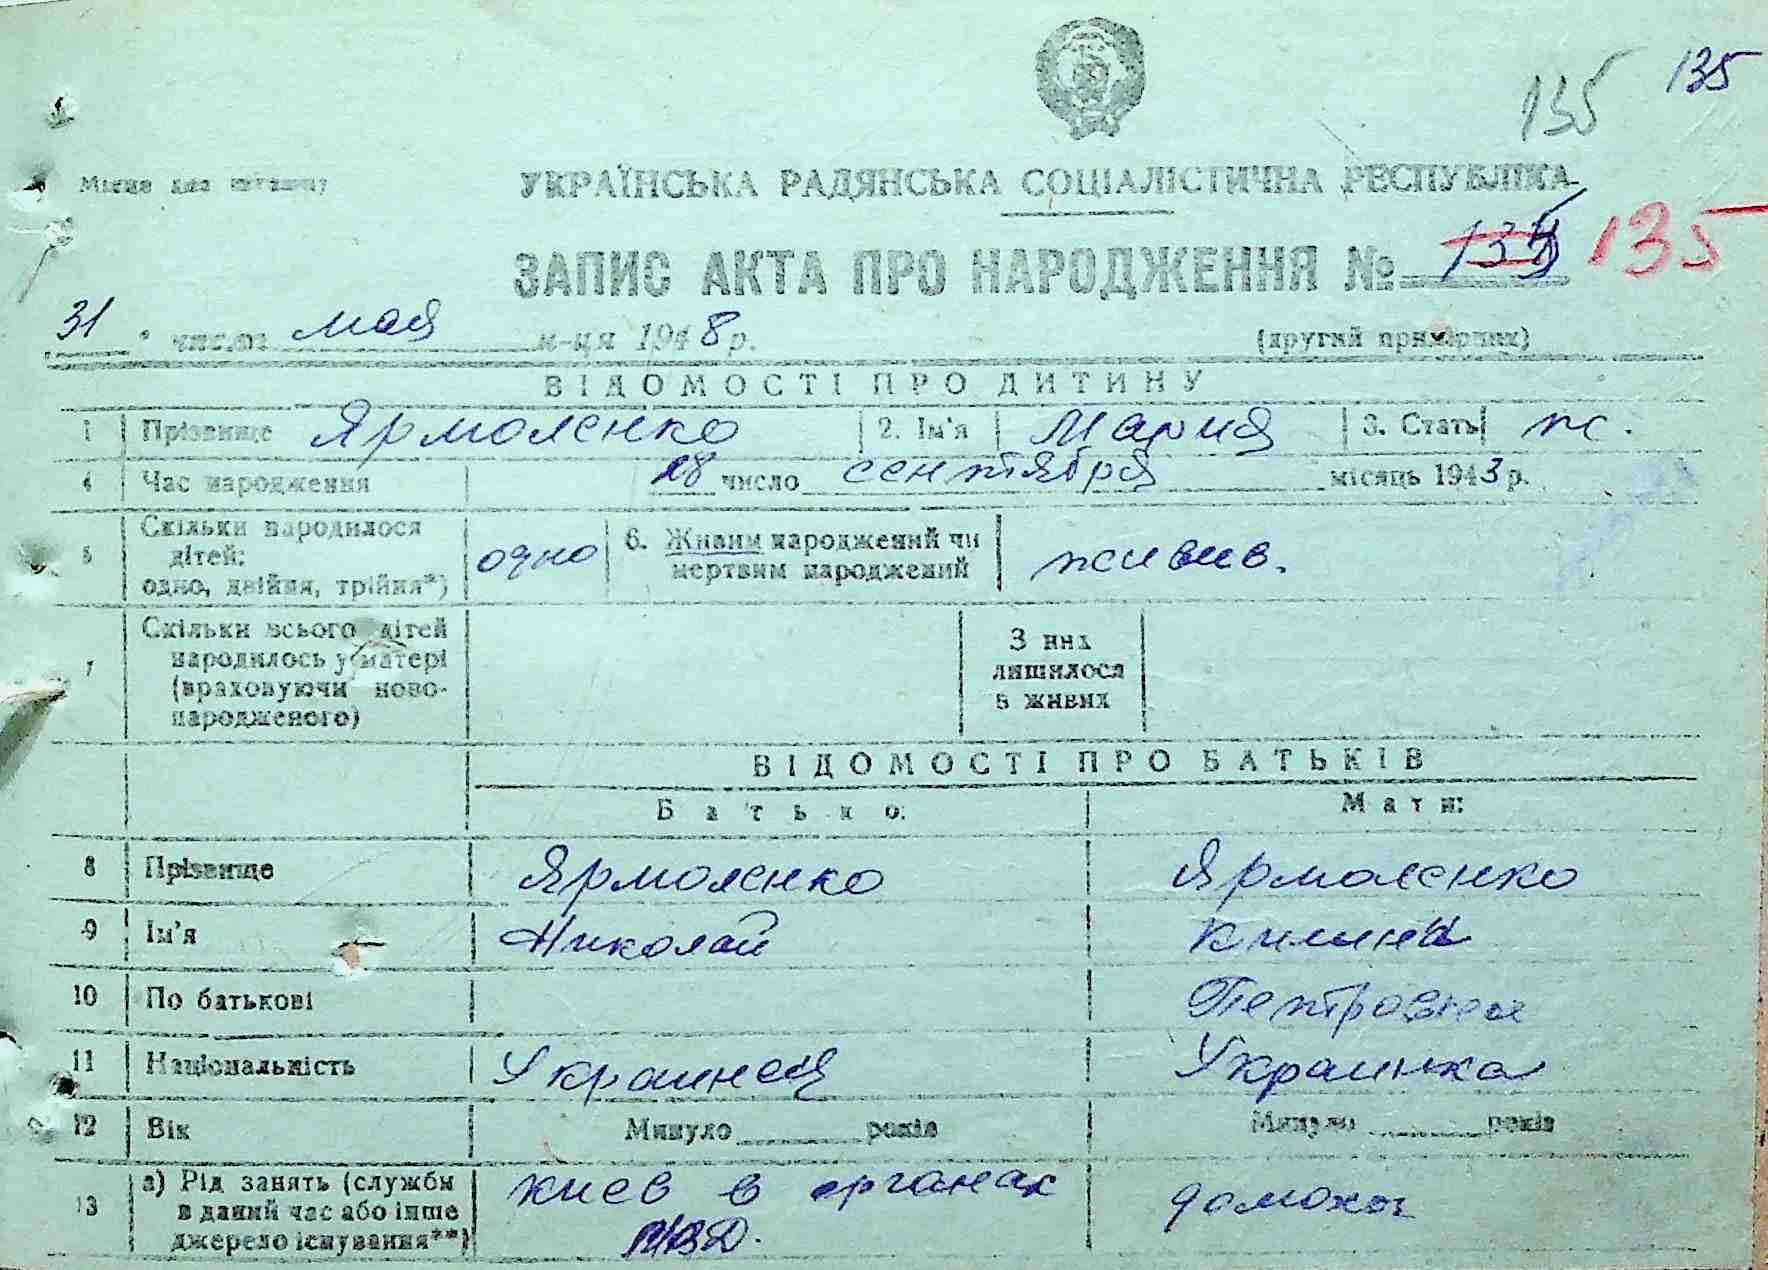 135 135
Місце для штампу
УКРАЇНСЬКА РАДЯНСЬКА СОЦІАЛІСТИЧНА РЕСПУБЛІКА
ЗАПИС АКТА ПРО НАРОДЖЕННЯ № 135 135
31 " числа мая м-ця 1948 р. (другий примірник)
ВІДОМОСТІ ПРО ДИТИНУ
1 Прізвище Ярмоленко 2. Ім'я Мария 3. Стать ж.
4 Час народження 18 число сентября місяць 1943 р.
5 Скільки народилося дітей: одно, двійня, трійня*) одно 6. Живим народжений чи мертвим народжений живив.
7 Скільки всього дітей народилось у матері (враховуючи новонародженого) З них лишилося в живих
ВІДОМОСТІ ПРО БАТЬКІВ
Батько: Мати:
8 Прізвище Ярмоленко Ярмоленко
9 Ім'я Николай Килина
10 По батькові Петровна
11 Національність Украинец Украинка
12 Вік Минуло років Минуло років
13 а) Рід занять (служби в даний час або інше джерело існування**) Киев в органах МВД. домохоз